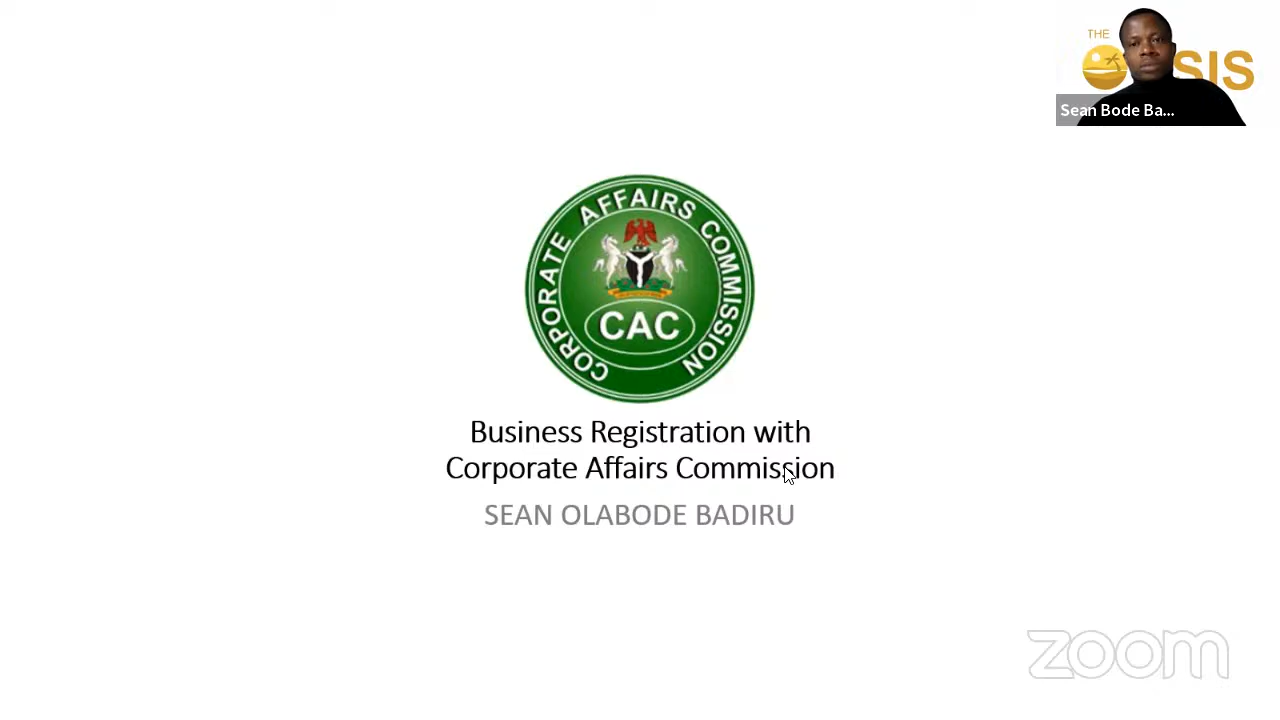 THE
SIS
Sean Bode Ba...
CORPORATE AFFAIRS COMMISSION
CAC
Business Registration with
Corporate Affairs Commission
SEAN OLABODE BADIRU
zoom